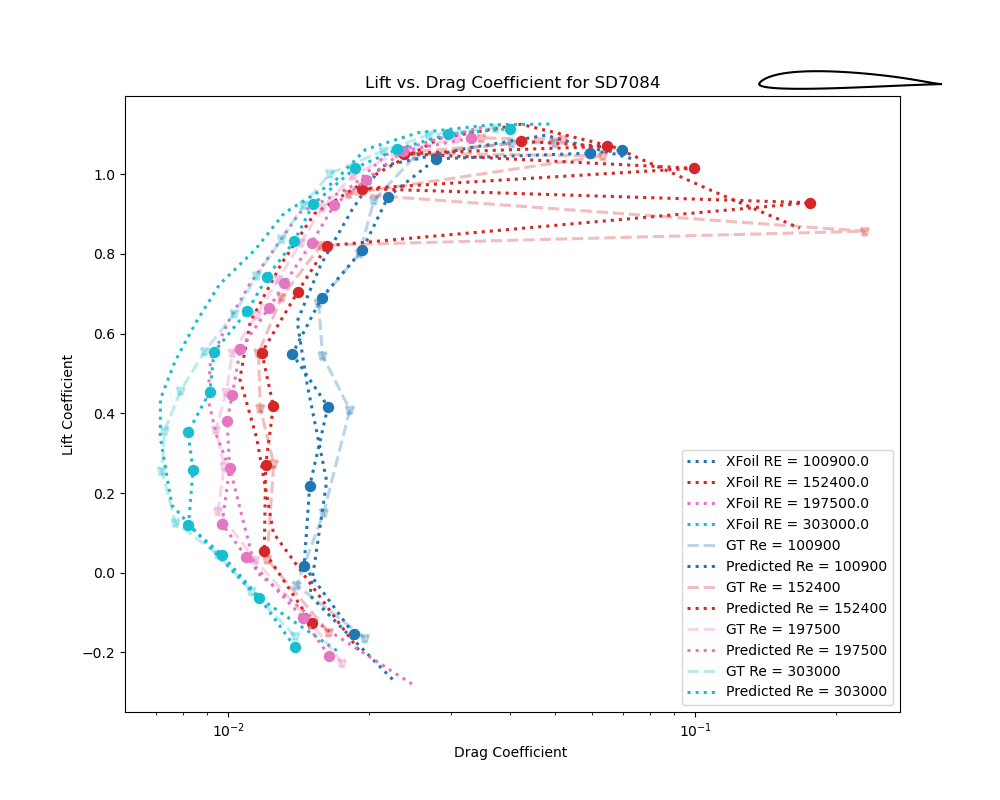 Lift vs. Drag Coefficient for SD7084
1.0
0.8
0.6
0.4
0.2
0.0
−0.2
Lift Coefficient
10⁻²
10⁻¹
Drag Coefficient
XFoil RE = 100900.0
XFoil RE = 152400.0
XFoil RE = 197500.0
XFoil RE = 303000.0
GT Re = 100900
Predicted Re = 100900
GT Re = 152400
Predicted Re = 152400
GT Re = 197500
Predicted Re = 197500
GT Re = 303000
Predicted Re = 303000